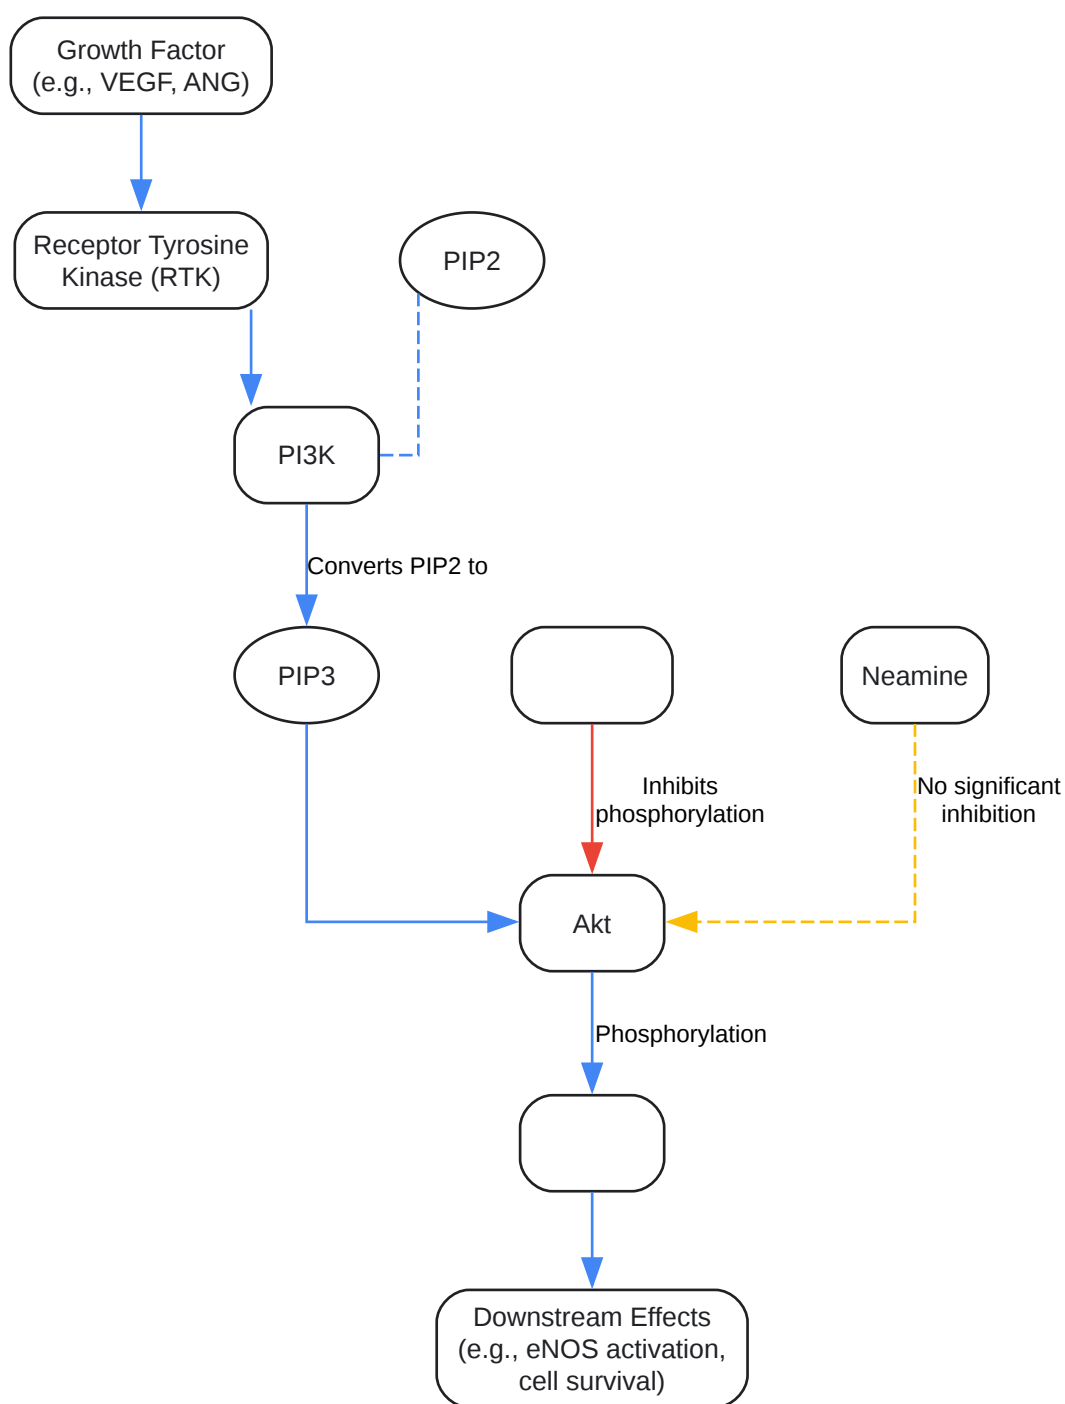 Growth Factor
(e.g., VEGF, ANG)
Receptor Tyrosine
Kinase (RTK)
PIP2
PI3K
Converts PIP2 to
PIP3
Neamine
Inhibits
phosphorylation
No significant
inhibition
Akt
Phosphorylation
Downstream Effects
(e.g., eNOS activation,
cell survival)